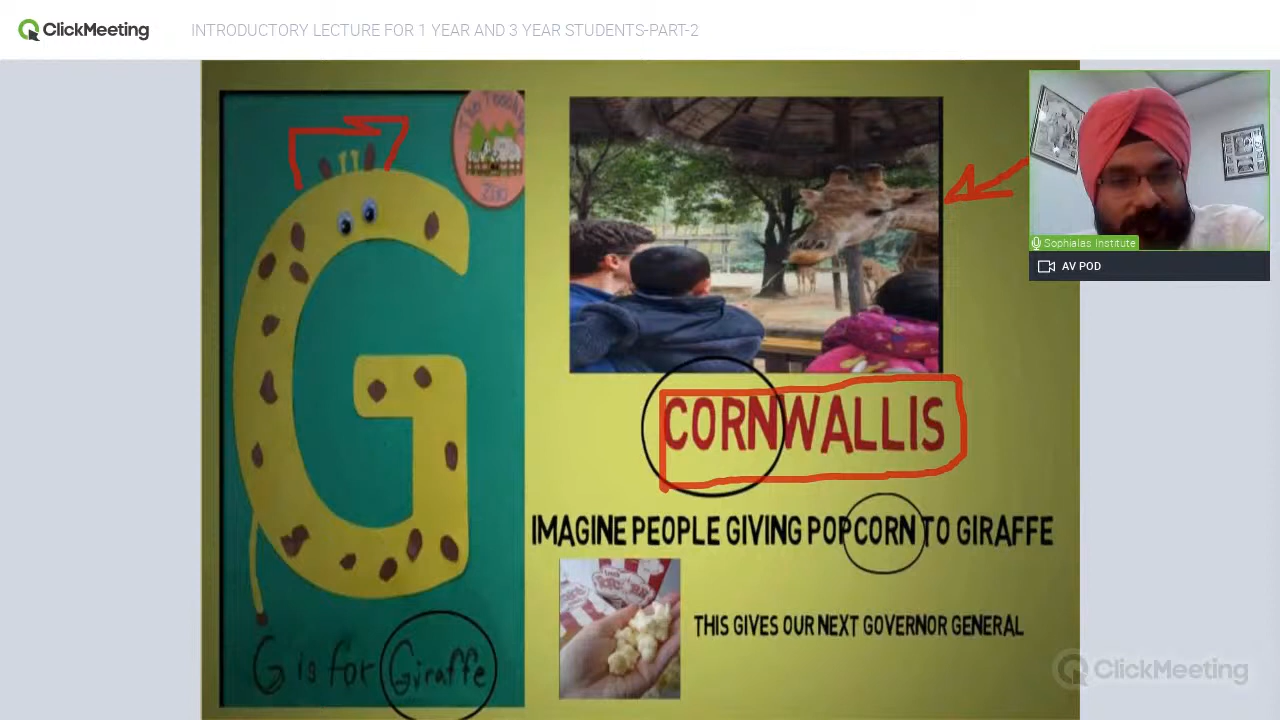 ClickMeeting
INTRODUCTORY LECTURE FOR 1 YEAR AND 3 YEAR STUDENTS-PART-2
Zoo
Sophialas Institute
AV POD
CORNWALLIS
IMAGINE PEOPLE GIVING POPCORN TO GIRAFFE
THIS GIVES OUR NEXT GOVERNOR GENERAL
G is for Giraffe
ClickMeeting